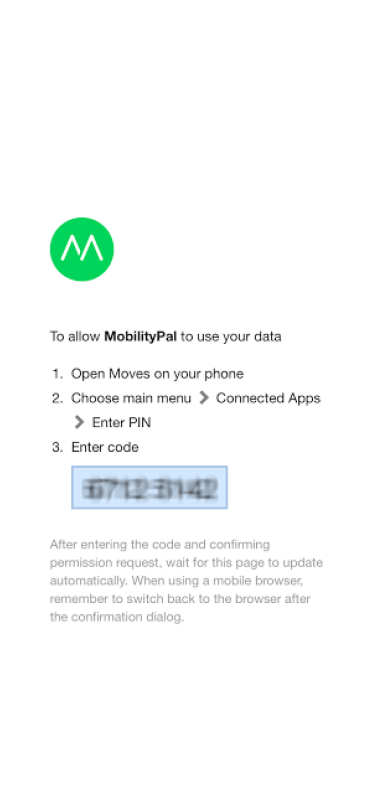 To allow MobilityPal to use your data
1. Open Moves on your phone
2. Choose main menu > Connected Apps
> Enter PIN
3. Enter code
After entering the code and confirming
permission request, wait for this page to update
automatically. When using a mobile browser,
remember to switch back to the browser after
the confirmation dialog.